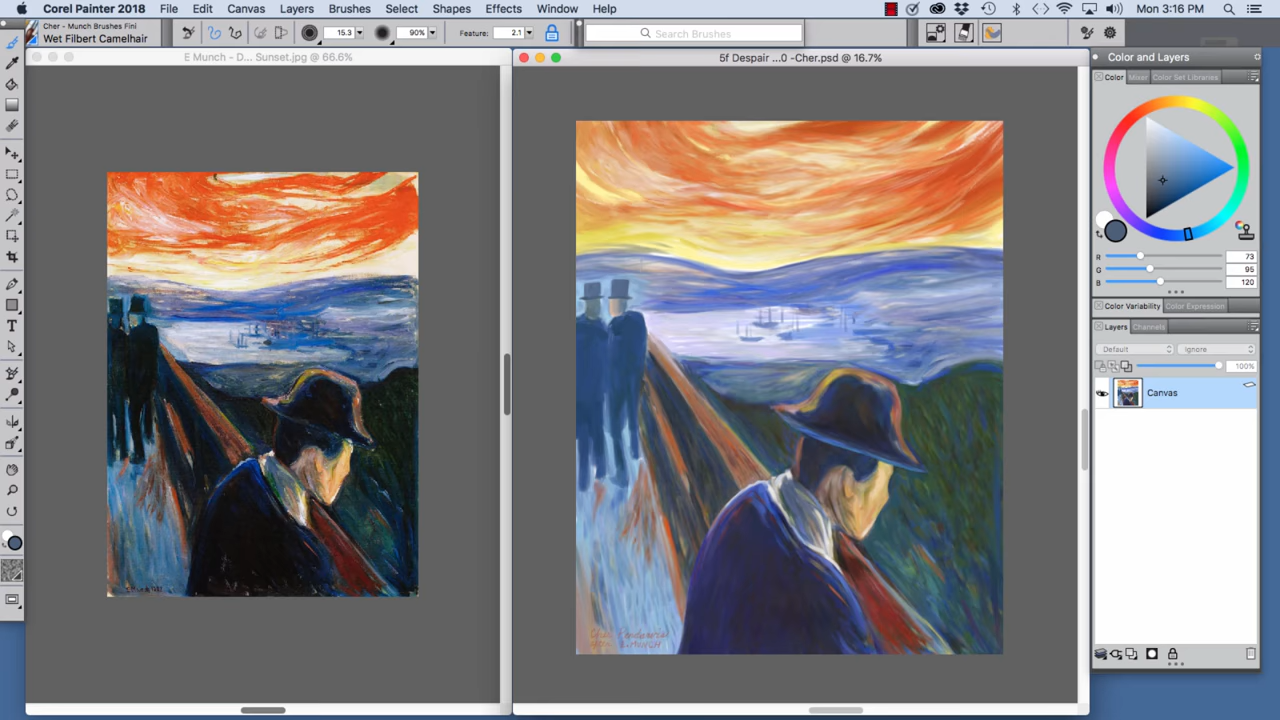 Corel Painter 2018 File Edit Canvas Layers Brushes Select Shapes Effects Window Help Mon 3:16 PM
Cher - Munch Brushes Fini
Wet Filbert Camelhair
15.3 90% Feature: 2.1 Search Brushes
E Munch - D... Sunset.jpg @ 66.6%
5f Despair ...0 -Cher.psd @ 16.7%
Color and Layers
Color Mixer Color Set Libraries
R 73
G 95
B 120
Color Variability Color Expression
Layers Channels
Default Ignore
100%
Canvas